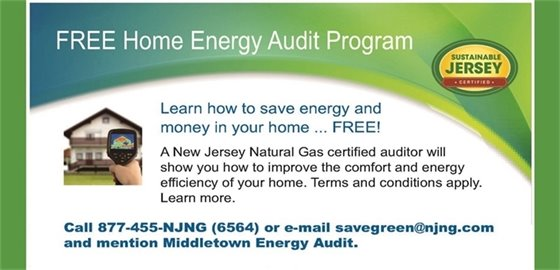 FREE Home Energy Audit Program
SUSTAINABLE
JERSEY
CERTIFIED
Learn how to save energy and
money in your home ... FREE!
A New Jersey Natural Gas certified auditor will
show you how to improve the comfort and energy
efficiency of your home. Terms and conditions apply.
Learn more.
Call 877-455-NJNG (6564) or e-mail savegreen@njng.com
and mention Middletown Energy Audit.